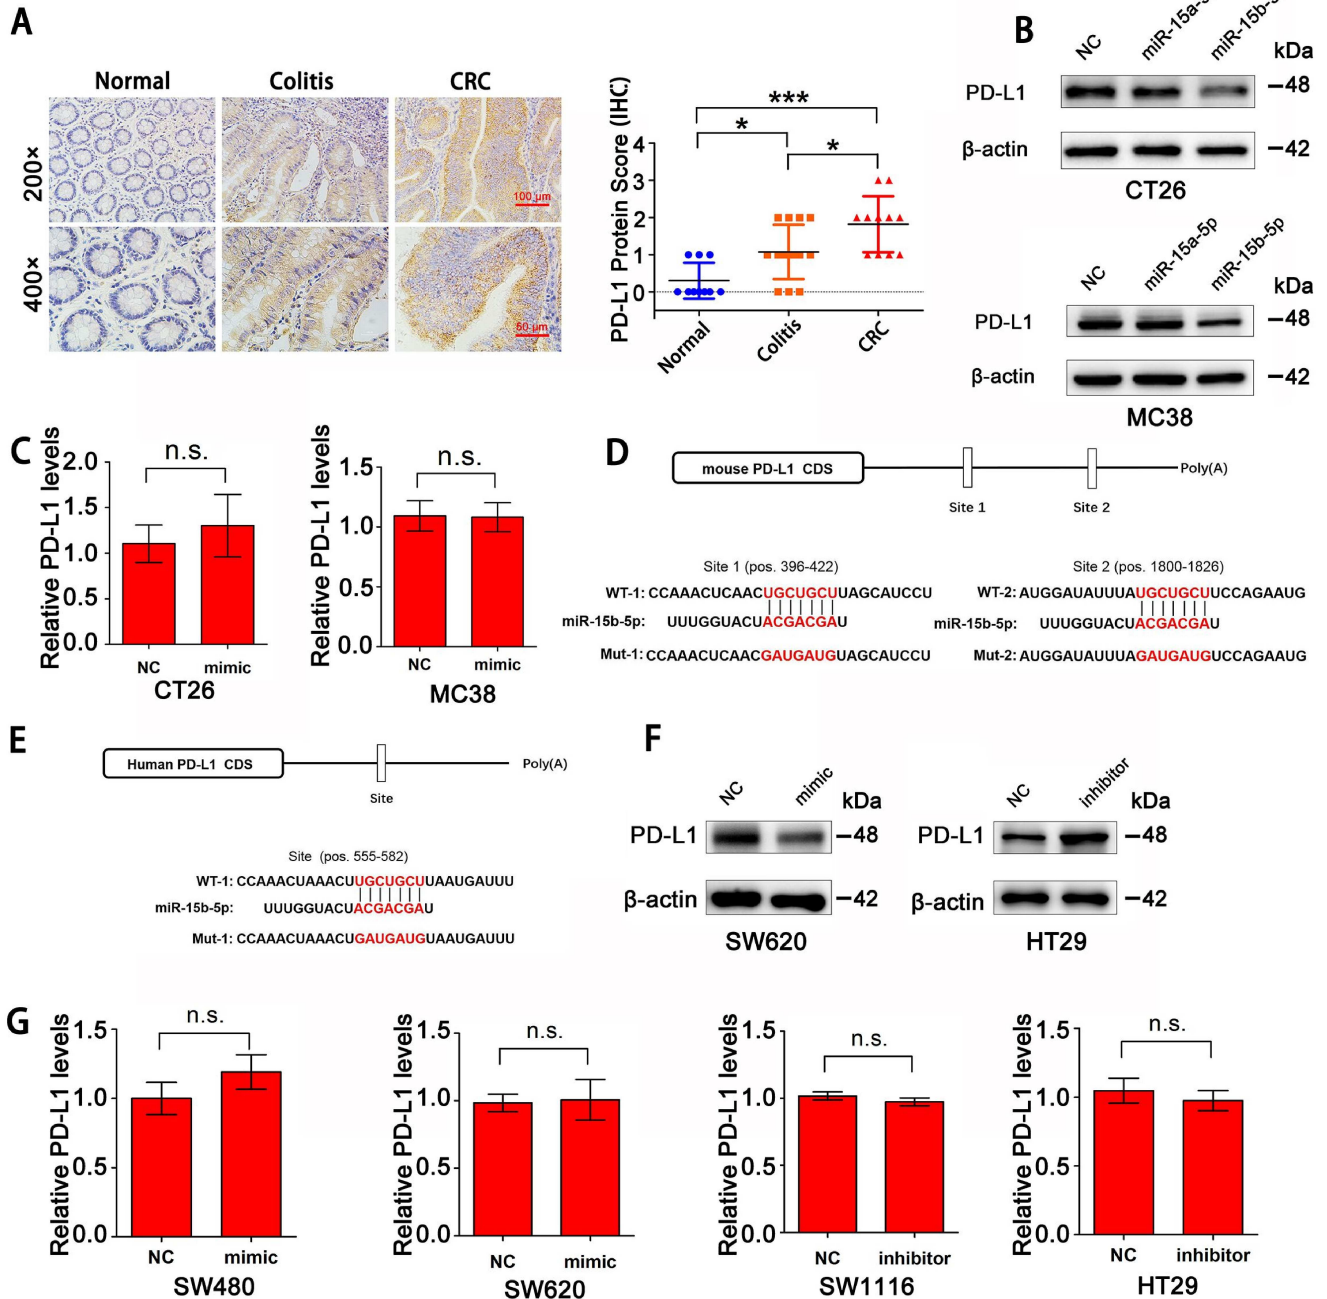 A
Normal Colitis CRC
200×
400×
100 μm
50 μm
PD-L1 Protein Score (IHC)
***
*
*
4
3
2
1
0
Normal Colitis CRC
B
NC miR-15a-5 miR-15b-5
kDa
PD-L1 48
β-actin 42
CT26
NC miR-15a-5p miR-15b-5p
kDa
PD-L1 48
β-actin 42
MC38
C
Relative PD-L1 levels
2.0
1.5
1.0
0.5
0.0
n.s.
NC mimic
CT26
Relative PD-L1 levels
1.5
1.0
0.5
0.0
n.s.
NC mimic
MC38
D
mouse PD-L1 CDS
Poly(A)
Site 1 Site 2
Site 1 (pos. 396-422)
WT-1: CCAAACUCAACUGCUGCUUAGCAUCCU
miR-15b-5p: UUUGGUACUACGACGAU
Mut-1: CCAAACUCAACGAUGAUGUAGCAUCCU
Site 2 (pos. 1800-1826)
WT-2: AUGGAUAUUUAUGCUGCUUCCAGAAUG
miR-15b-5p: UUUGGUACUACGACGAU
Mut-2: AUGGAUAUUUAGAUGAUGUCCAGAAUG
E
Human PD-L1 CDS
Poly(A)
Site
Site (pos. 555-582)
WT-1: CCAAACUAAACUUGCUGCUUAAUGAUUU
miR-15b-5p: UUUGGUACUACGACGAU
Mut-1: CCAAACUAAACUGAUGAUGUAAUGAUUU
F
NC mimic
kDa
PD-L1 48
β-actin 42
SW620
NC inhibitor
kDa
PD-L1 48
β-actin 42
HT29
G
Relative PD-L1 levels
1.5
1.0
0.5
0.0
n.s.
NC mimic
SW480
Relative PD-L1 levels
1.5
1.0
0.5
0.0
n.s.
NC mimic
SW620
Relative PD-L1 levels
1.5
1.0
0.5
0.0
n.s.
NC inhibitor
SW1116
Relative PD-L1 levels
1.5
1.0
0.5
0.0
n.s.
NC inhibitor
HT29